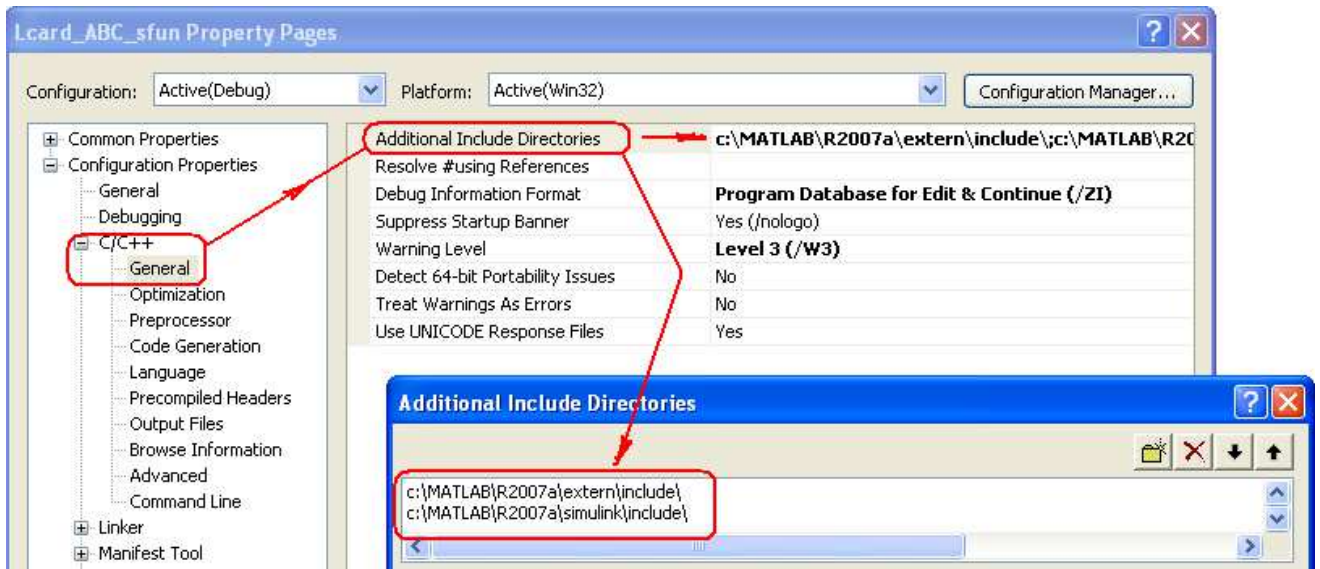 Lcard_ABC_sfun Property Pages
Configuration: Active(Debug) Platform: Active(Win32) Configuration Manager...
Common Properties
Configuration Properties
General
Debugging
C/C++
General
Optimization
Preprocessor
Code Generation
Language
Precompiled Headers
Output Files
Browse Information
Advanced
Command Line
Linker
Manifest Tool
Additional Include Directories c:\MATLAB\R2007a\extern\include\;c:\MATLAB\R20
Resolve #using References
Debug Information Format Program Database for Edit & Continue (/ZI)
Suppress Startup Banner Yes (/nologo)
Warning Level Level 3 (/W3)
Detect 64-bit Portability Issues No
Treat Warnings As Errors No
Use UNICODE Response Files Yes
Additional Include Directories
c:\MATLAB\R2007a\extern\include\
c:\MATLAB\R2007a\simulink\include\